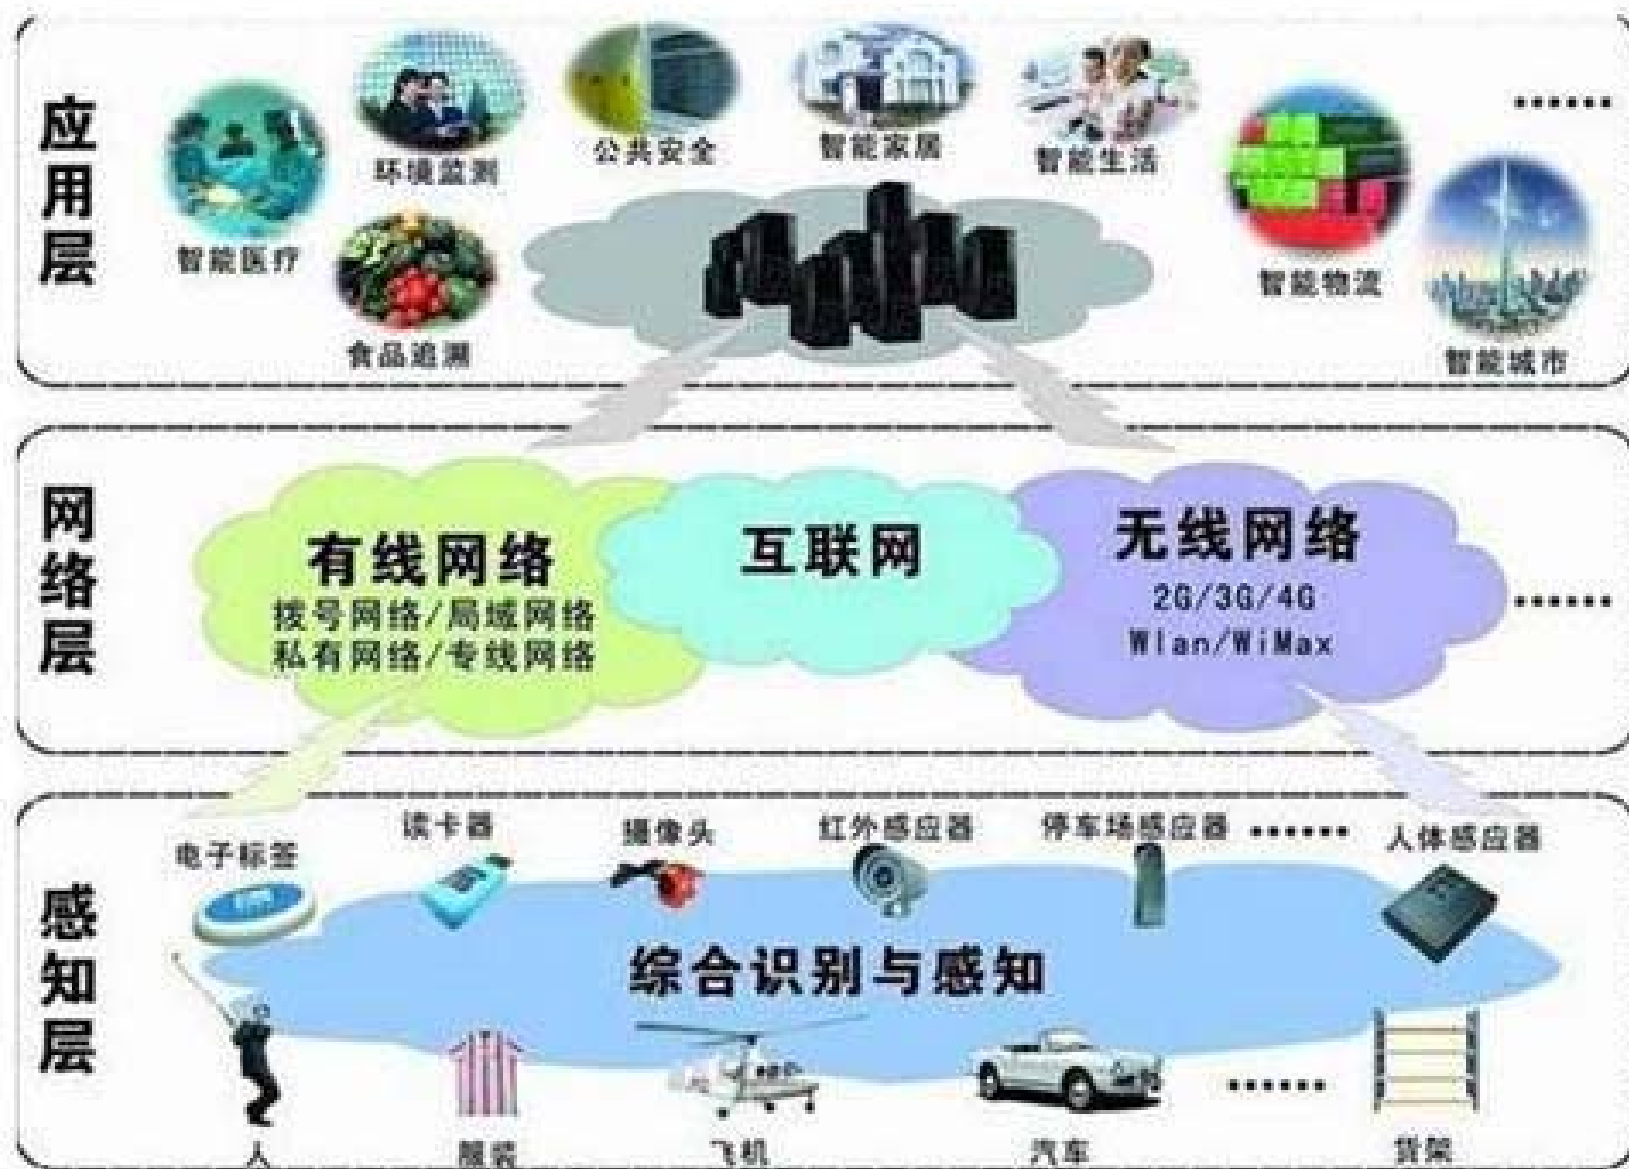 应用层
智能医疗
环境监测
食品追溯
公共安全
智能家居
智能生活
智能物流
智能城市
......
网络层
有线网络
拨号网络/局域网络
私有网络/专线网络
互联网
无线网络
2G/3G/4G
Wlan/WiMax
......
感知层
电子标签
读卡器
摄像头
红外感应器
停车场感应器
......
人体感应器
综合识别与感知
人
服装
飞机
汽车
......
货架